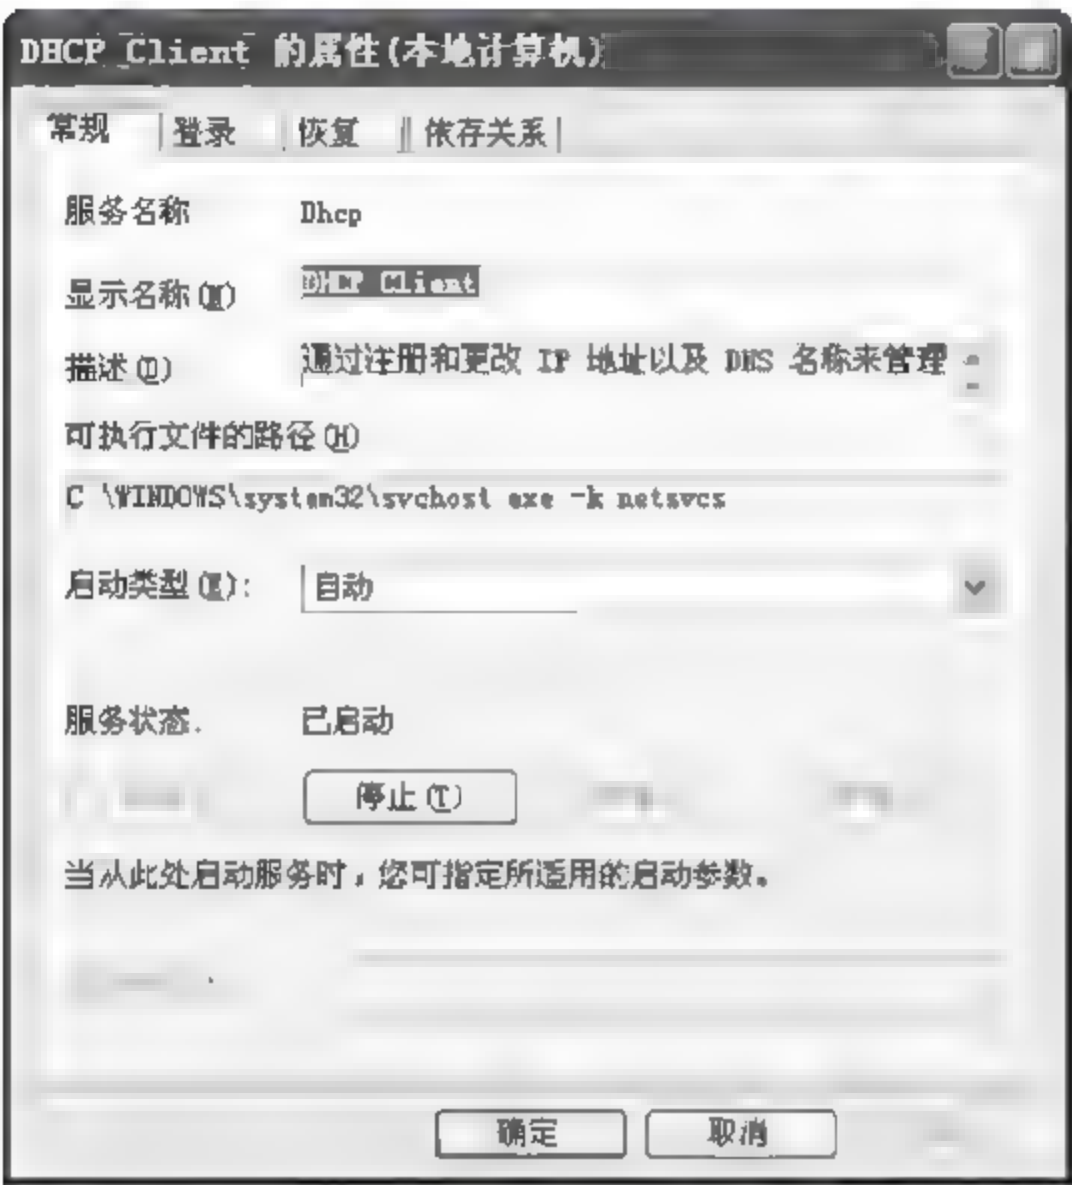 DHCP Client 的属性(本地计算机)
常规 登录 恢复 依存关系
服务名称 Dhcp
显示名称(N) DHCP Client
描述(D) 通过注册和更改 IP 地址以及 DNS 名称来管理
可执行文件的路径(H)
C \WINDOWS\system32\svchost exe -k netsvcs
启动类型(E): 自动
服务状态. 已启动
停止(T)
当从此处启动服务时，您可指定所适用的启动参数。
确定 取消